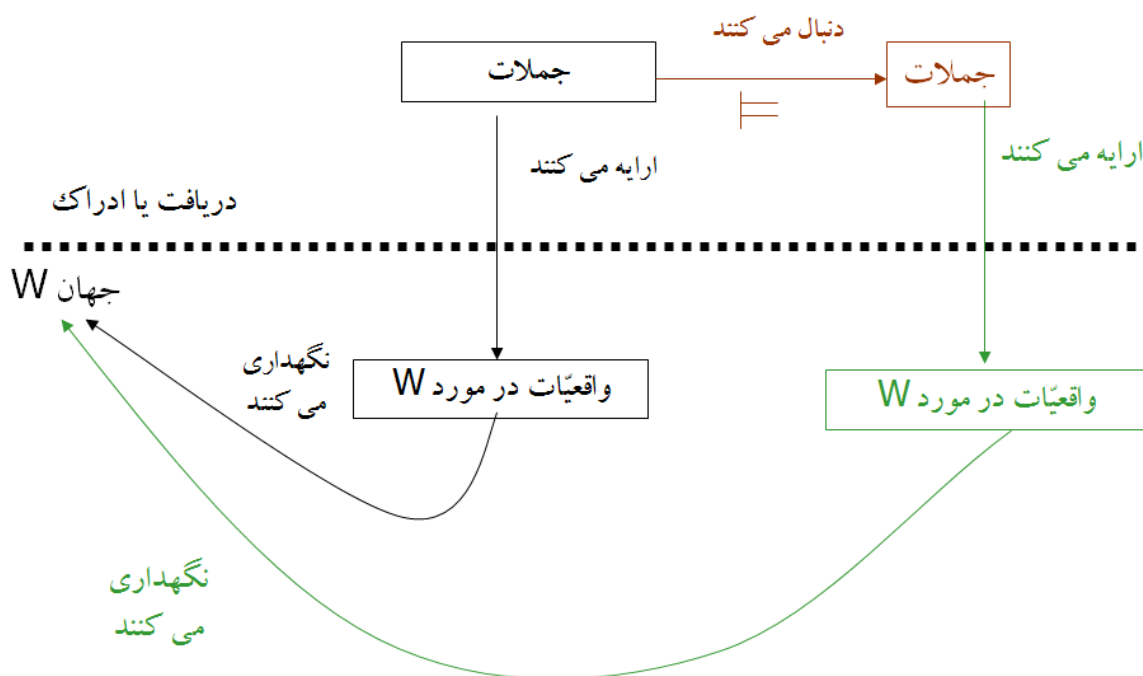 دنبال می کنند
جملات
جملات
ارایه می کنند
ارایه می کنند
دریافت یا ادراک
جهان W
نگهداری
می کنند
واقعیّات در مورد W
واقعیّات در مورد W
نگهداری
می کنند